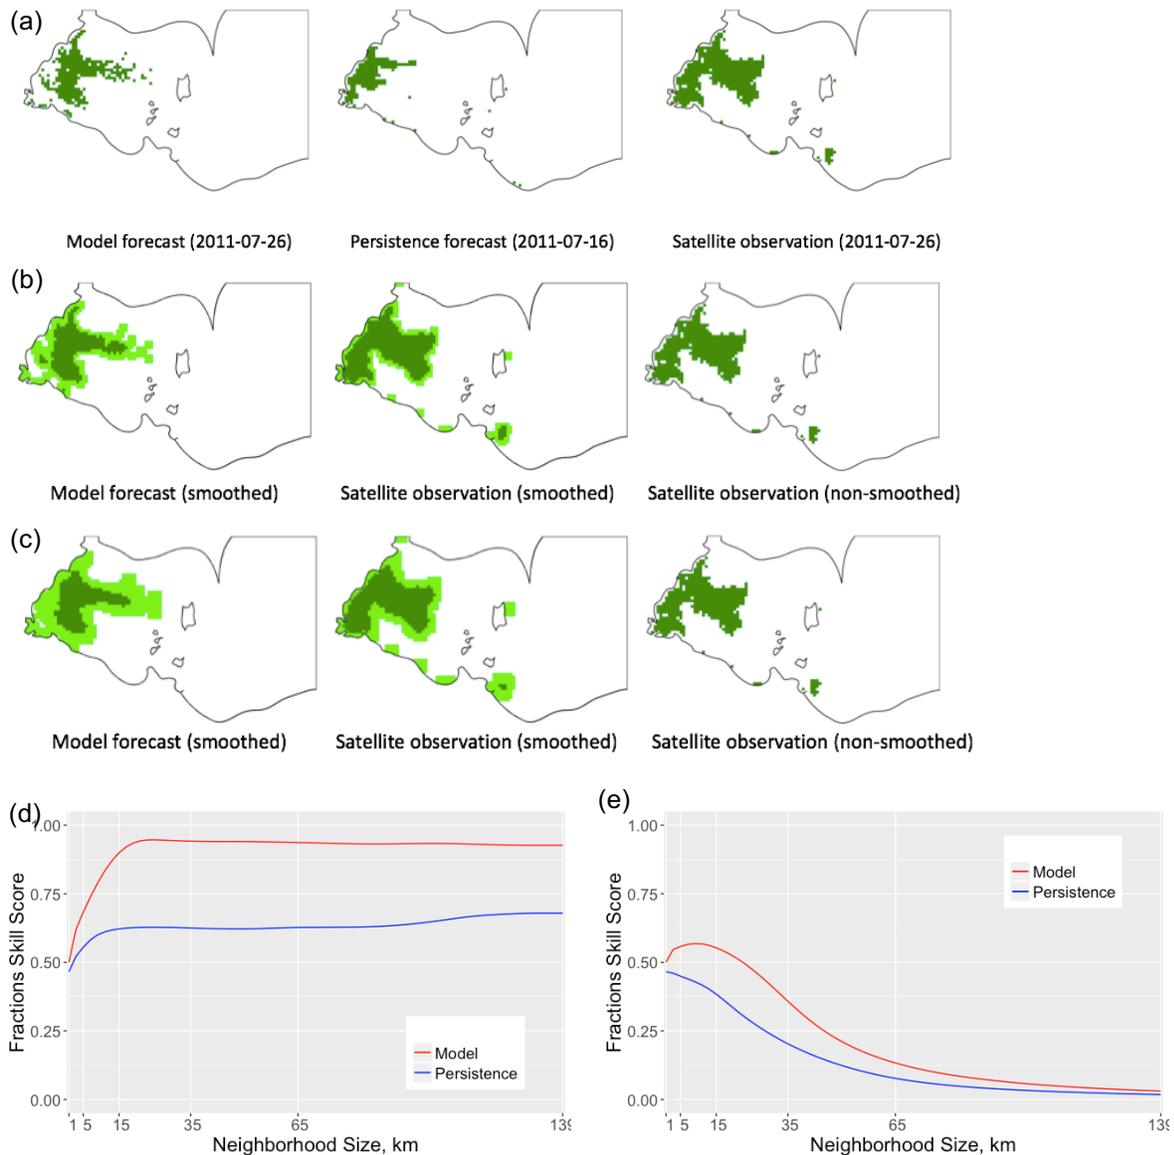 (a)
Model forecast (2011-07-26)
Persistence forecast (2011-07-16)
Satellite observation (2011-07-26)
(b)
Model forecast (smoothed)
Satellite observation (smoothed)
Satellite observation (non-smoothed)
(c)
Model forecast (smoothed)
Satellite observation (smoothed)
Satellite observation (non-smoothed)
(d)
1.00
0.75
0.50
0.25
0.00
Fractions Skill Score
Model
Persistence
1 5 15 35 65
Neighborhood Size, km
(e)
1.00
0.75
0.50
0.25
0.00
Fractions Skill Score
Model
Persistence
1 5 15 35 65
Neighborhood Size, km